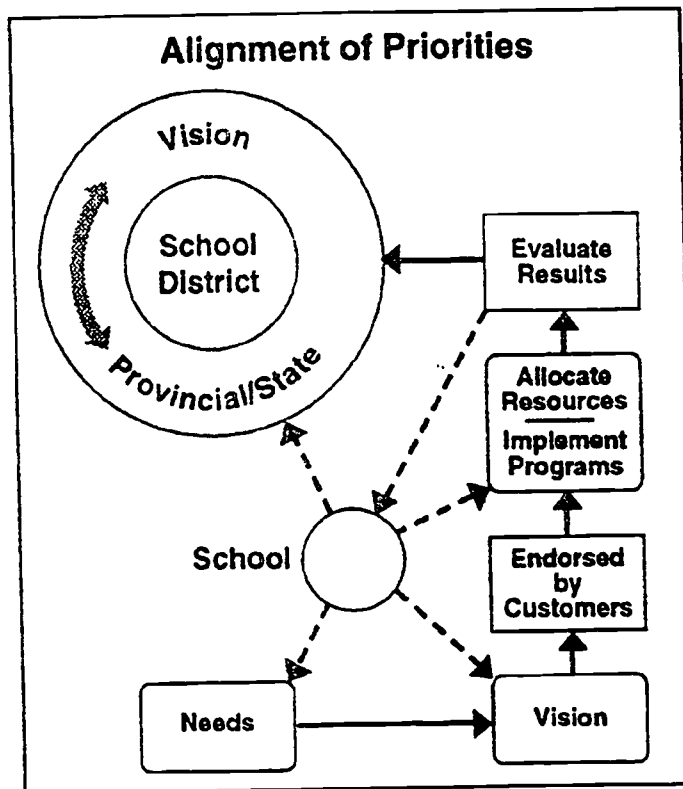 Alignment of Priorities
Vision
School
District
Provincial/State
Evaluate
Results
Allocate
Resources
Implement
Programs
School
Endorsed
by
Customers
Needs
Vision